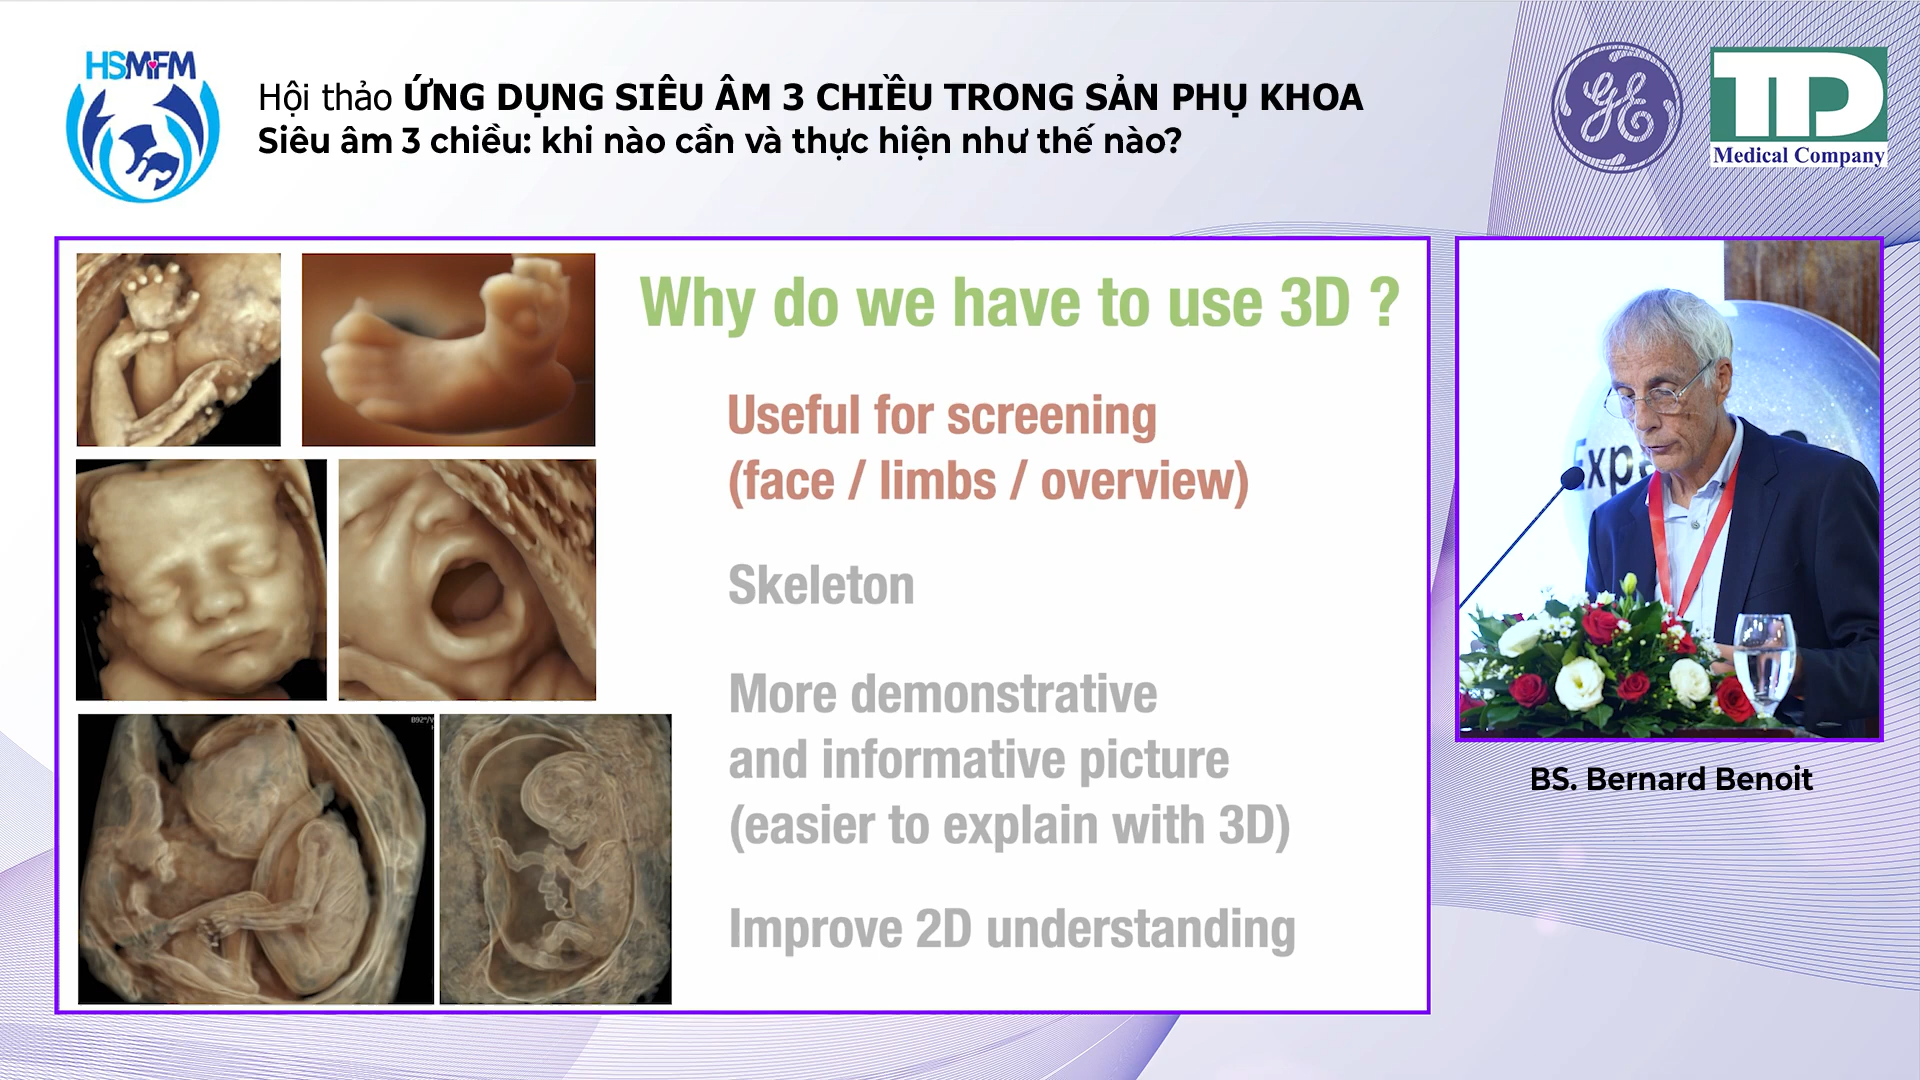 HSMFM
Hội thảo ỨNG DỤNG SIÊU ÂM 3 CHIỀU TRONG SẢN PHỤ KHOA
Siêu âm 3 chiều: khi nào cần và thực hiện như thế nào?
GE
TD
Medical Company
Why do we have to use 3D ?
Useful for screening
(face / limbs / overview)
Skeleton
More demonstrative
and informative picture
(easier to explain with 3D)
Improve 2D understanding
BS. Bernard Benoit